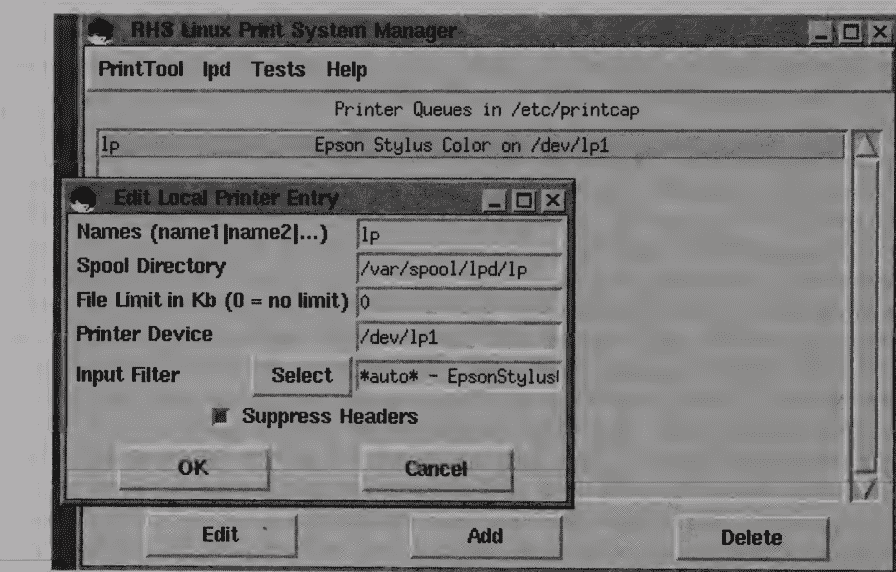 RHS Linux Print System Manager
PrintTool lpd Tests Help
Printer Queues in /etc/printcap
lp Epson Stylus Color on /dev/lp1
Edit Local Printer Entry
Names (name1|name2|...) lp
Spool Directory /var/spool/lpd/lp
File Limit in Kb (0 = no limit) 0
Printer Device /dev/lp1
Input Filter Select *auto* - EpsonStylus
Suppress Headers
OK Cancel
Edit Add Delete